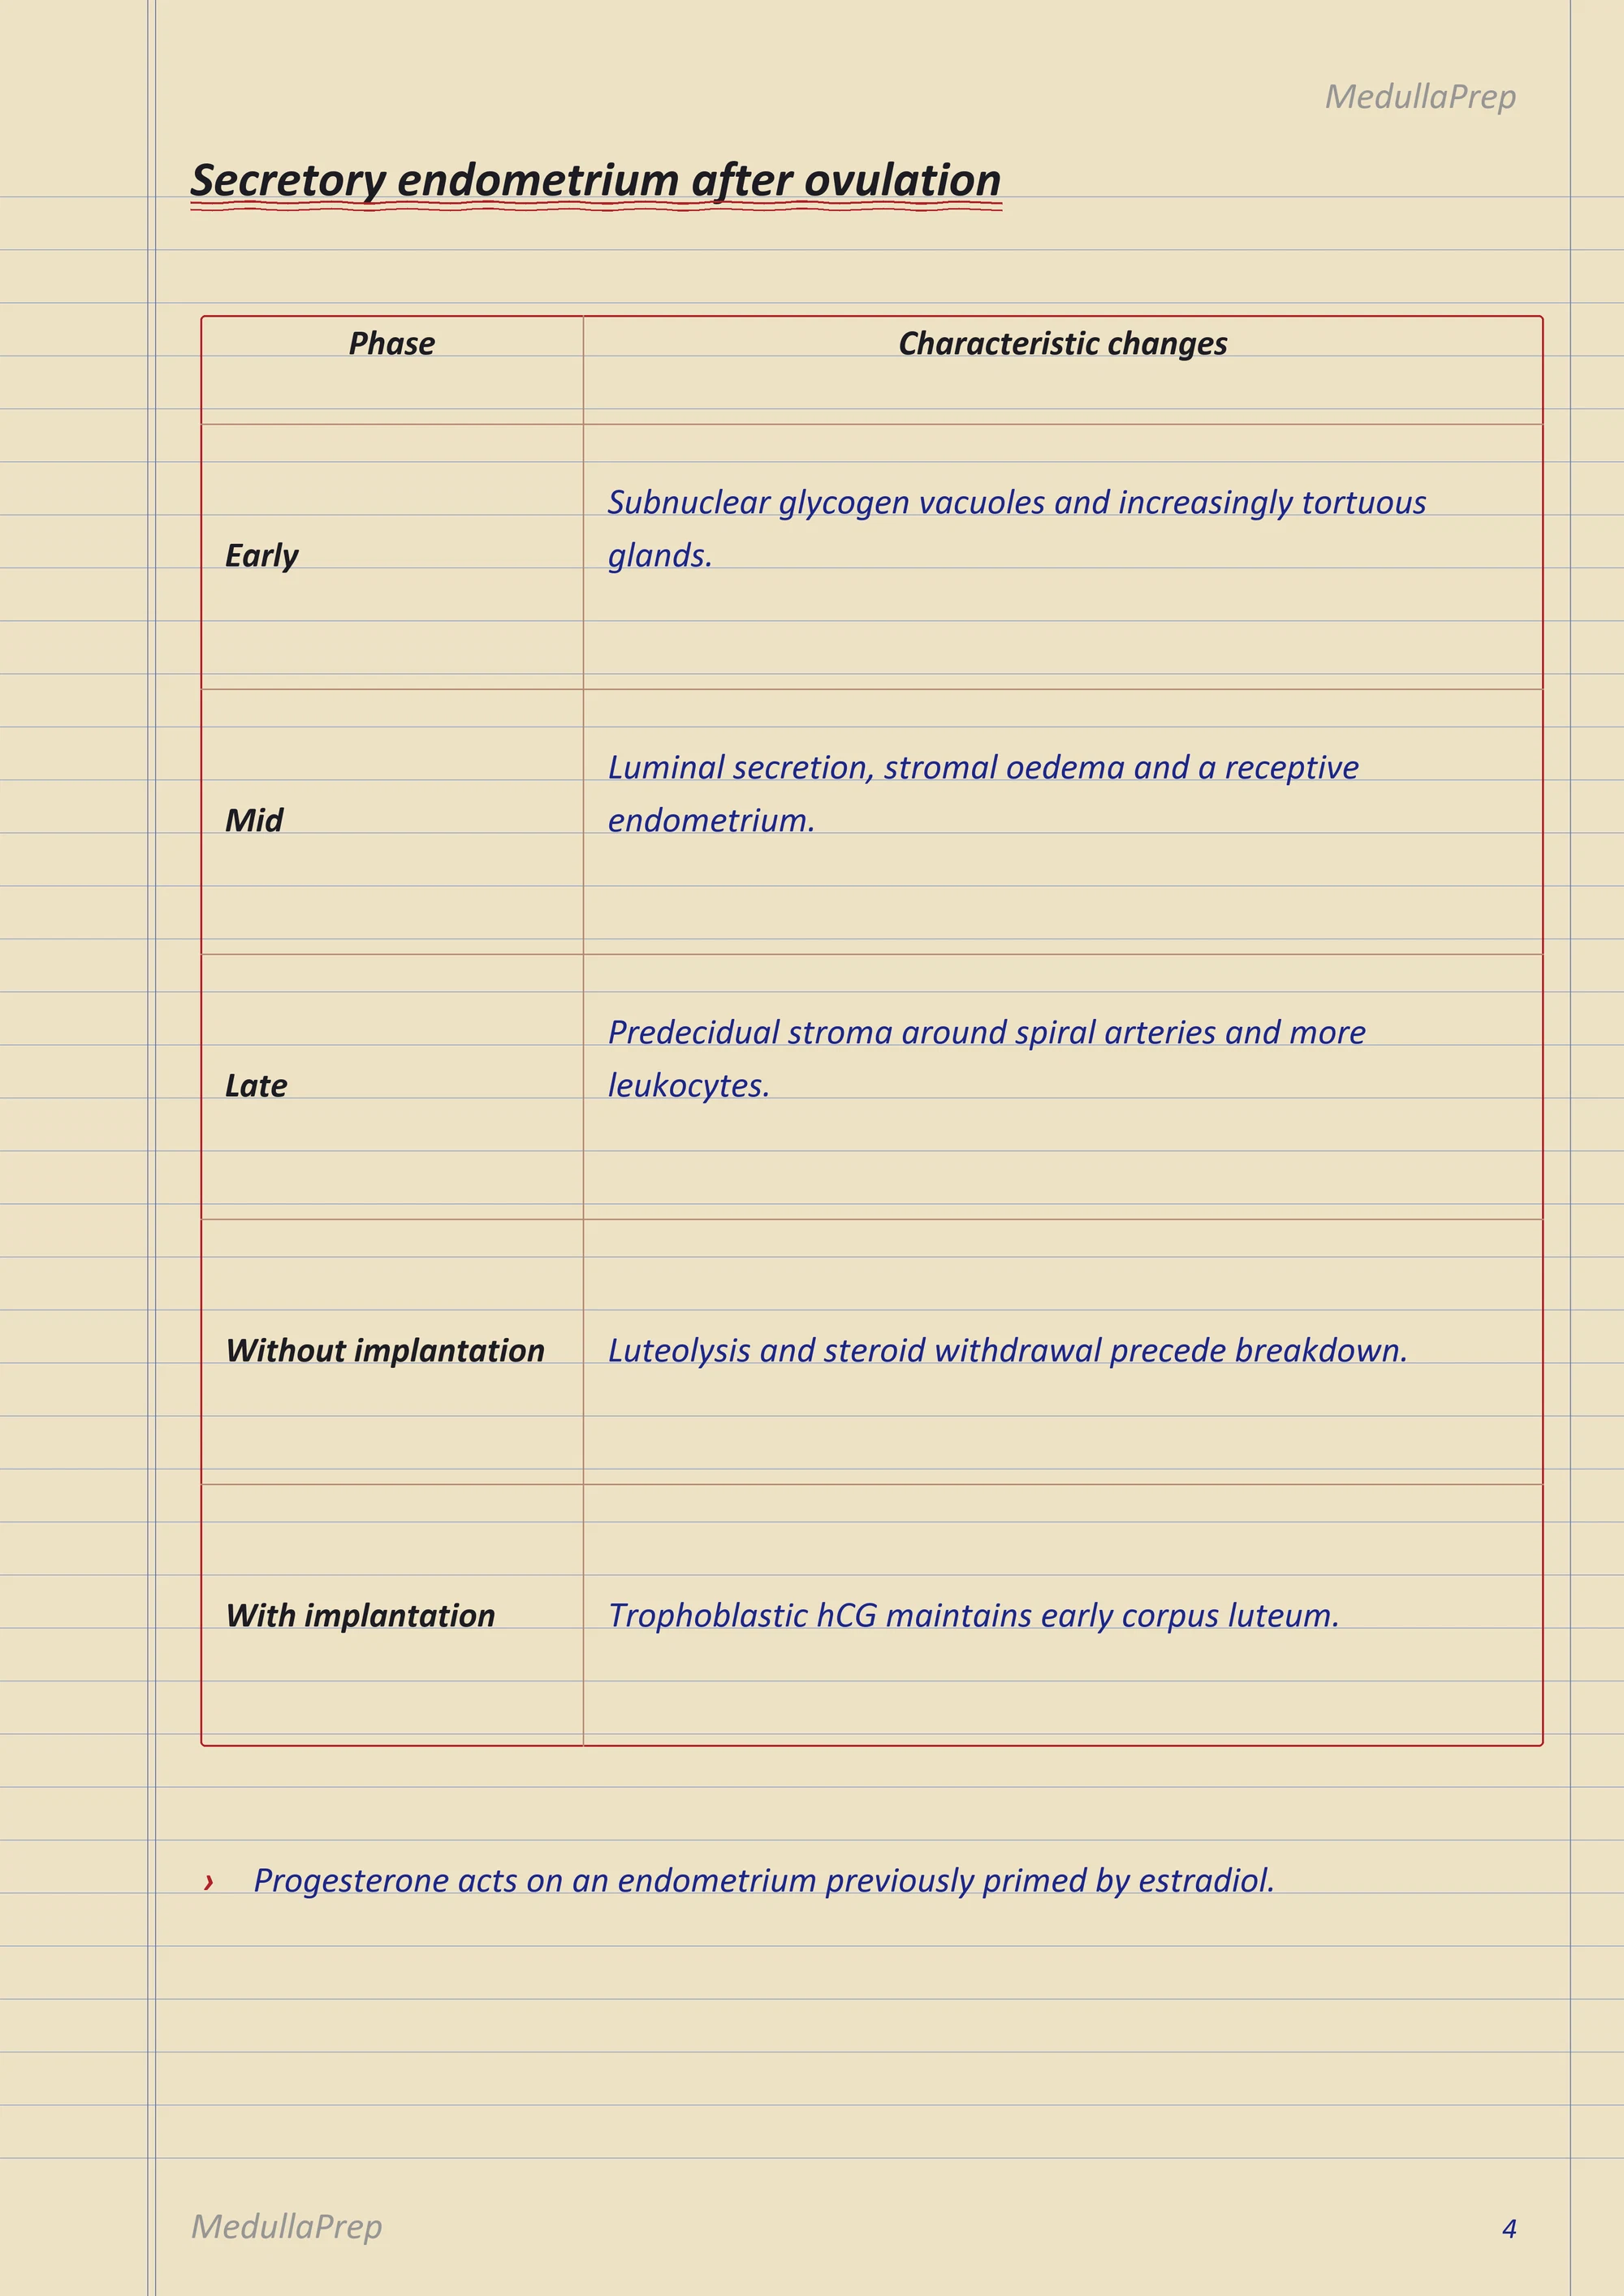 MedullaPrep
Secretory endometrium after ovulation
Phase
Characteristic changes
Early
Subnuclear glycogen vacuoles and increasingly tortuous
glands.
Mid
Luminal secretion, stromal oedema and a receptive
endometrium.
Late
Predecidual stroma around spiral arteries and more
leukocytes.
Without implantation
Luteolysis and steroid withdrawal precede breakdown.
With implantation
Trophoblastic hCG maintains early corpus luteum.
› Progesterone acts on an endometrium previously primed by estradiol.
MedullaPrep
4